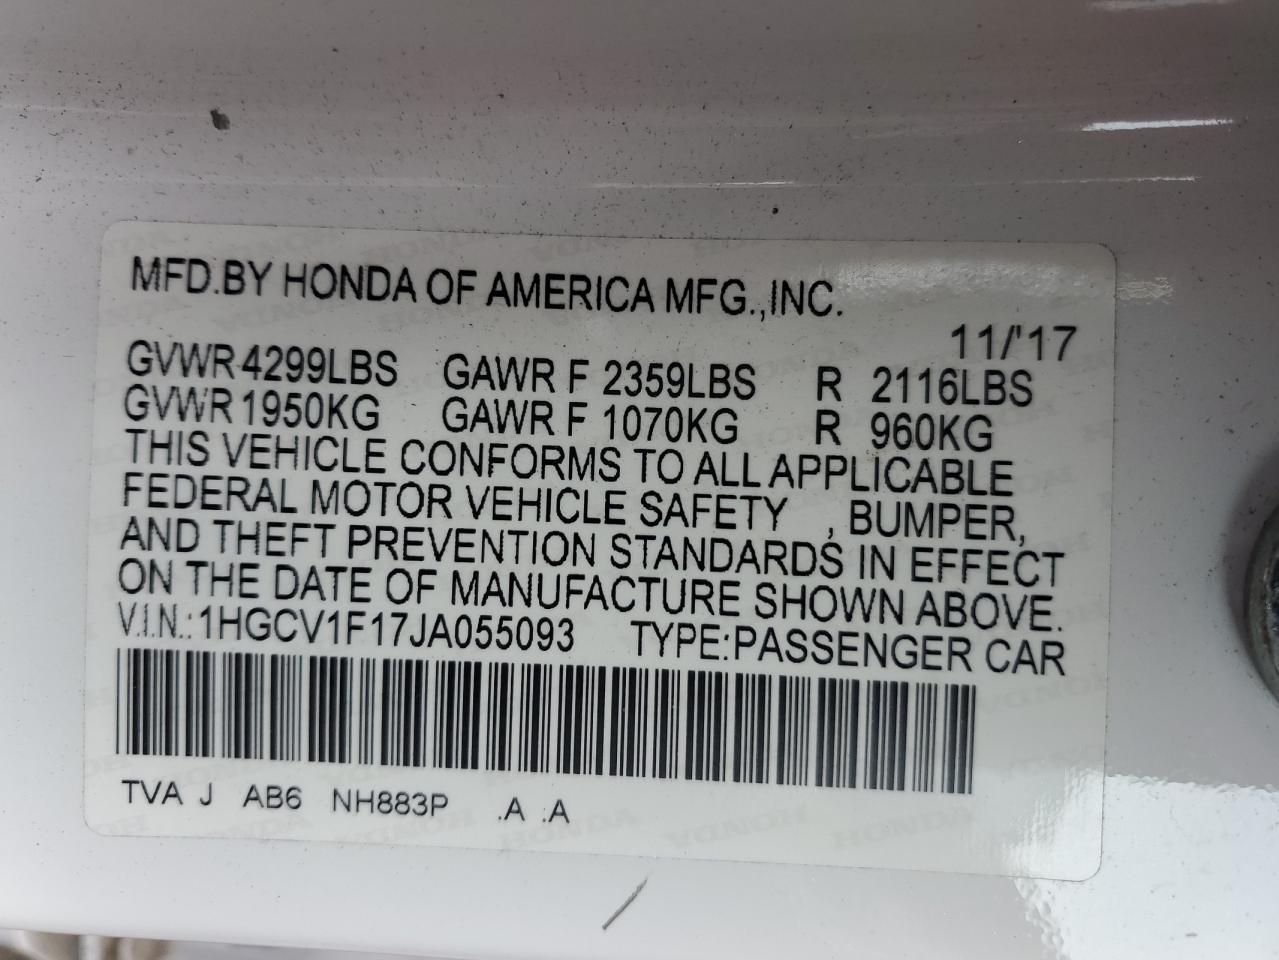 MFD.BY HONDA OF AMERICA MFG.,INC.
11/'17
GVWR 4299LBS GAWR F 2359LBS R 2116LBS
GVWR 1950KG GAWR F 1070KG R 960KG
THIS VEHICLE CONFORMS TO ALL APPLICABLE
FEDERAL MOTOR VEHICLE SAFETY , BUMPER,
AND THEFT PREVENTION STANDARDS IN EFFECT
ON THE DATE OF MANUFACTURE SHOWN ABOVE.
V.I.N.:1HGCV1F17JA055093 TYPE:PASSENGER CAR
TVA J AB6 NH883P .A .A